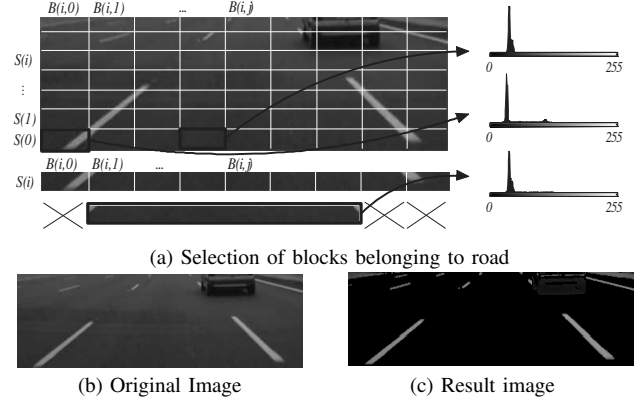 B(i,0) B(i,1) ... B(i,j)
S(i)
⋮
S(1)
S(0)
0 255
0 255
B(i,0) B(i,1) ... B(i,j)
S(i)
0 255
(a) Selection of blocks belonging to road
(b) Original Image
(c) Result image